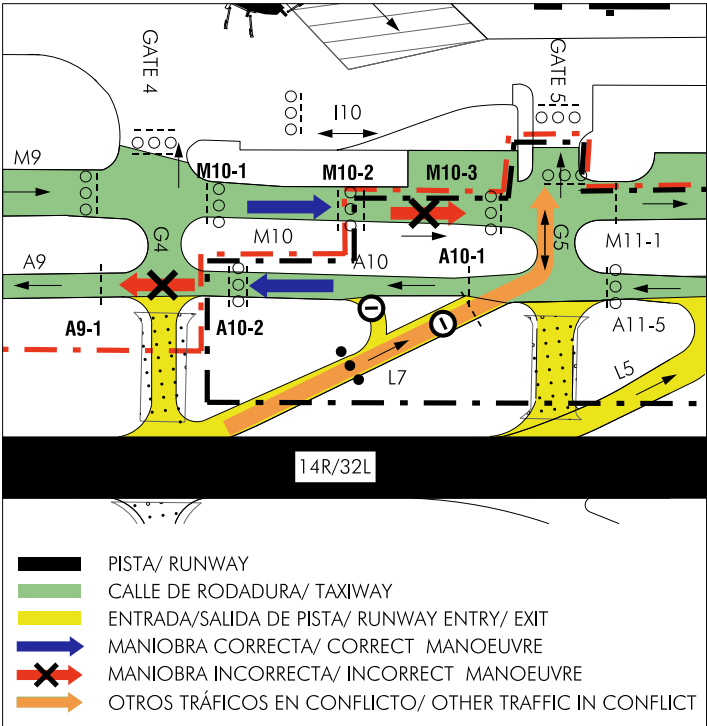 GATE 4
GATE 5
I10
M9
M10-1
M10-2
M10-3
G4
M10
A10
A10-1
G5
M11-1
A9
A9-1
A10-2
A11-5
L7
L5
14R/32L
PISTA/ RUNWAY
CALLE DE RODADURA/ TAXIWAY
ENTRADA/SALIDA DE PISTA/ RUNWAY ENTRY/ EXIT
MANIOBRA CORRECTA/ CORRECT MANOEUVRE
MANIOBRA INCORRECTA/ INCORRECT MANOEUVRE
OTROS TRÁFICOS EN CONFLICTO/ OTHER TRAFFIC IN CONFLICT